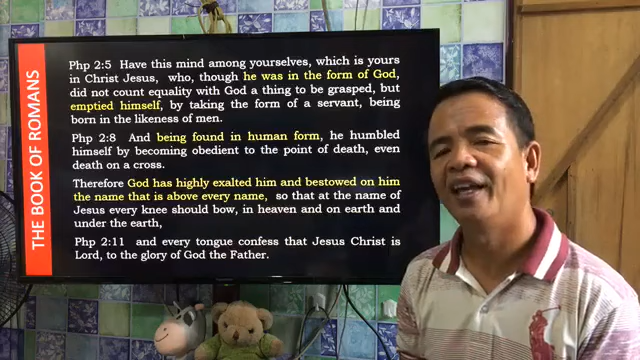 THE BOOK OF ROMANS
Php 2:5 Have this mind among yourselves, which is yours
in Christ Jesus, who, though he was in the form of God,
did not count equality with God a thing to be grasped, but
emptied himself, by taking the form of a servant, being
born in the likeness of men.
Php 2:8 And being found in human form, he humbled
himself by becoming obedient to the point of death, even
death on a cross.
Therefore God has highly exalted him and bestowed on him
the name that is above every name, so that at the name of
Jesus every knee should bow, in heaven and on earth and
under the earth,
Php 2:11 and every tongue confess that Jesus Christ is
Lord, to the glory of God the Father.